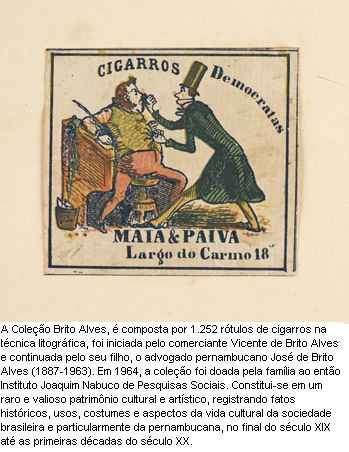 CIGARROS Democratas
MAIA & PAIVA
Largo do Carmo 18
A Coleção Brito Alves, é composta por 1.252 rótulos de cigarros na
técnica litográfica, foi iniciada pelo comerciante Vicente de Brito Alves
e continuada pelo seu filho, o advogado pernambucano José de Brito
Alves (1887-1963). Em 1964, a coleção foi doada pela família ao então
Instituto Joaquim Nabuco de Pesquisas Sociais. Constitui-se em um
raro e valioso patrimônio cultural e artístico, registrando fatos
históricos, usos, costumes e aspectos da vida cultural da sociedade
brasileira e particularmente da pernambucana, no final do século XIX
até as primeiras décadas do século XX.